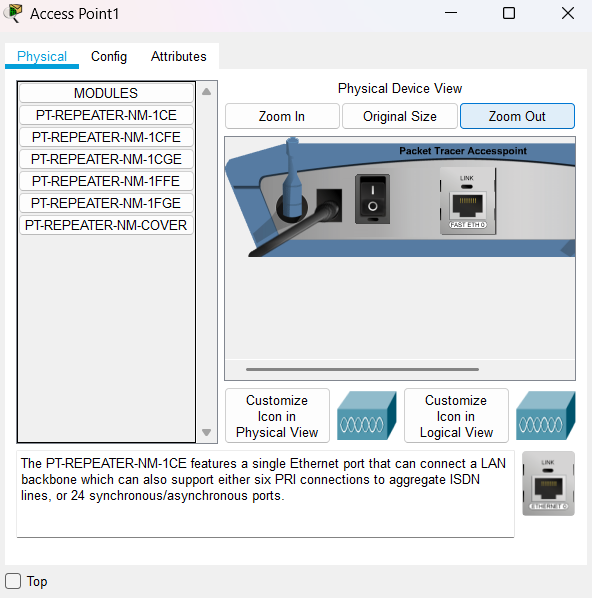 Access Point1
Physical
Config
Attributes
MODULES
PT-REPEATER-NM-1CE
PT-REPEATER-NM-1CFE
PT-REPEATER-NM-1CGE
PT-REPEATER-NM-1FFE
PT-REPEATER-NM-1FGE
PT-REPEATER-NM-COVER
Physical Device View
Zoom In
Original Size
Zoom Out
Packet Tracer Accesspoint
LINK
FAST ETH 0
Customize
Icon in
Physical View
Customize
Icon in
Logical View
The PT-REPEATER-NM-1CE features a single Ethernet port that can connect a LAN
backbone which can also support either six PRI connections to aggregate ISDN
lines, or 24 synchronous/asynchronous ports.
LINK
ETHERNET 0
Top